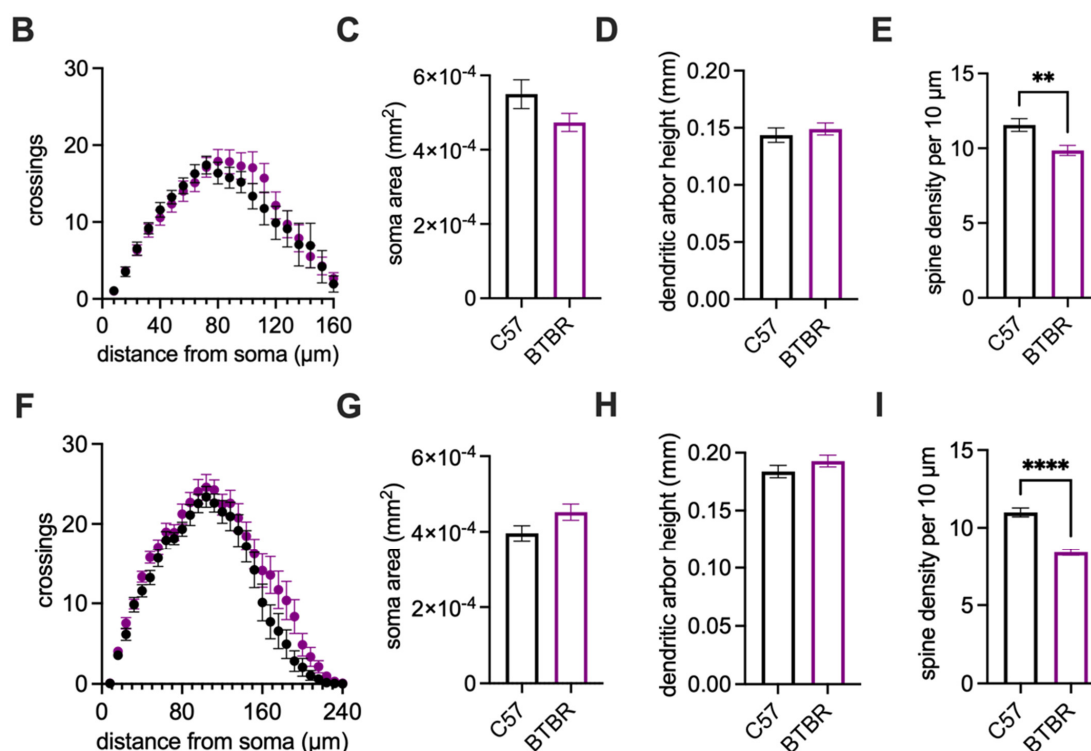 B
30
20
10
0
crossings
0 40 80 120 160
distance from soma (µm)
C
6×10⁻⁴
4×10⁻⁴
2×10⁻⁴
0
soma area (mm²)
C57
BTBR
D
0.20
0.15
0.10
0.05
0.00
dendritic arbor height (mm)
C57
BTBR
E
15
10
5
0
spine density per 10 µm
**
C57
BTBR
F
30
20
10
0
crossings
0 80 160 240
distance from soma (µm)
G
6×10⁻⁴
4×10⁻⁴
2×10⁻⁴
0
soma area (mm²)
C57
BTBR
H
0.20
0.15
0.10
0.05
0.00
dendritic arbor height (mm)
C57
BTBR
I
15
10
5
0
spine density per 10 µm
****
C57
BTBR